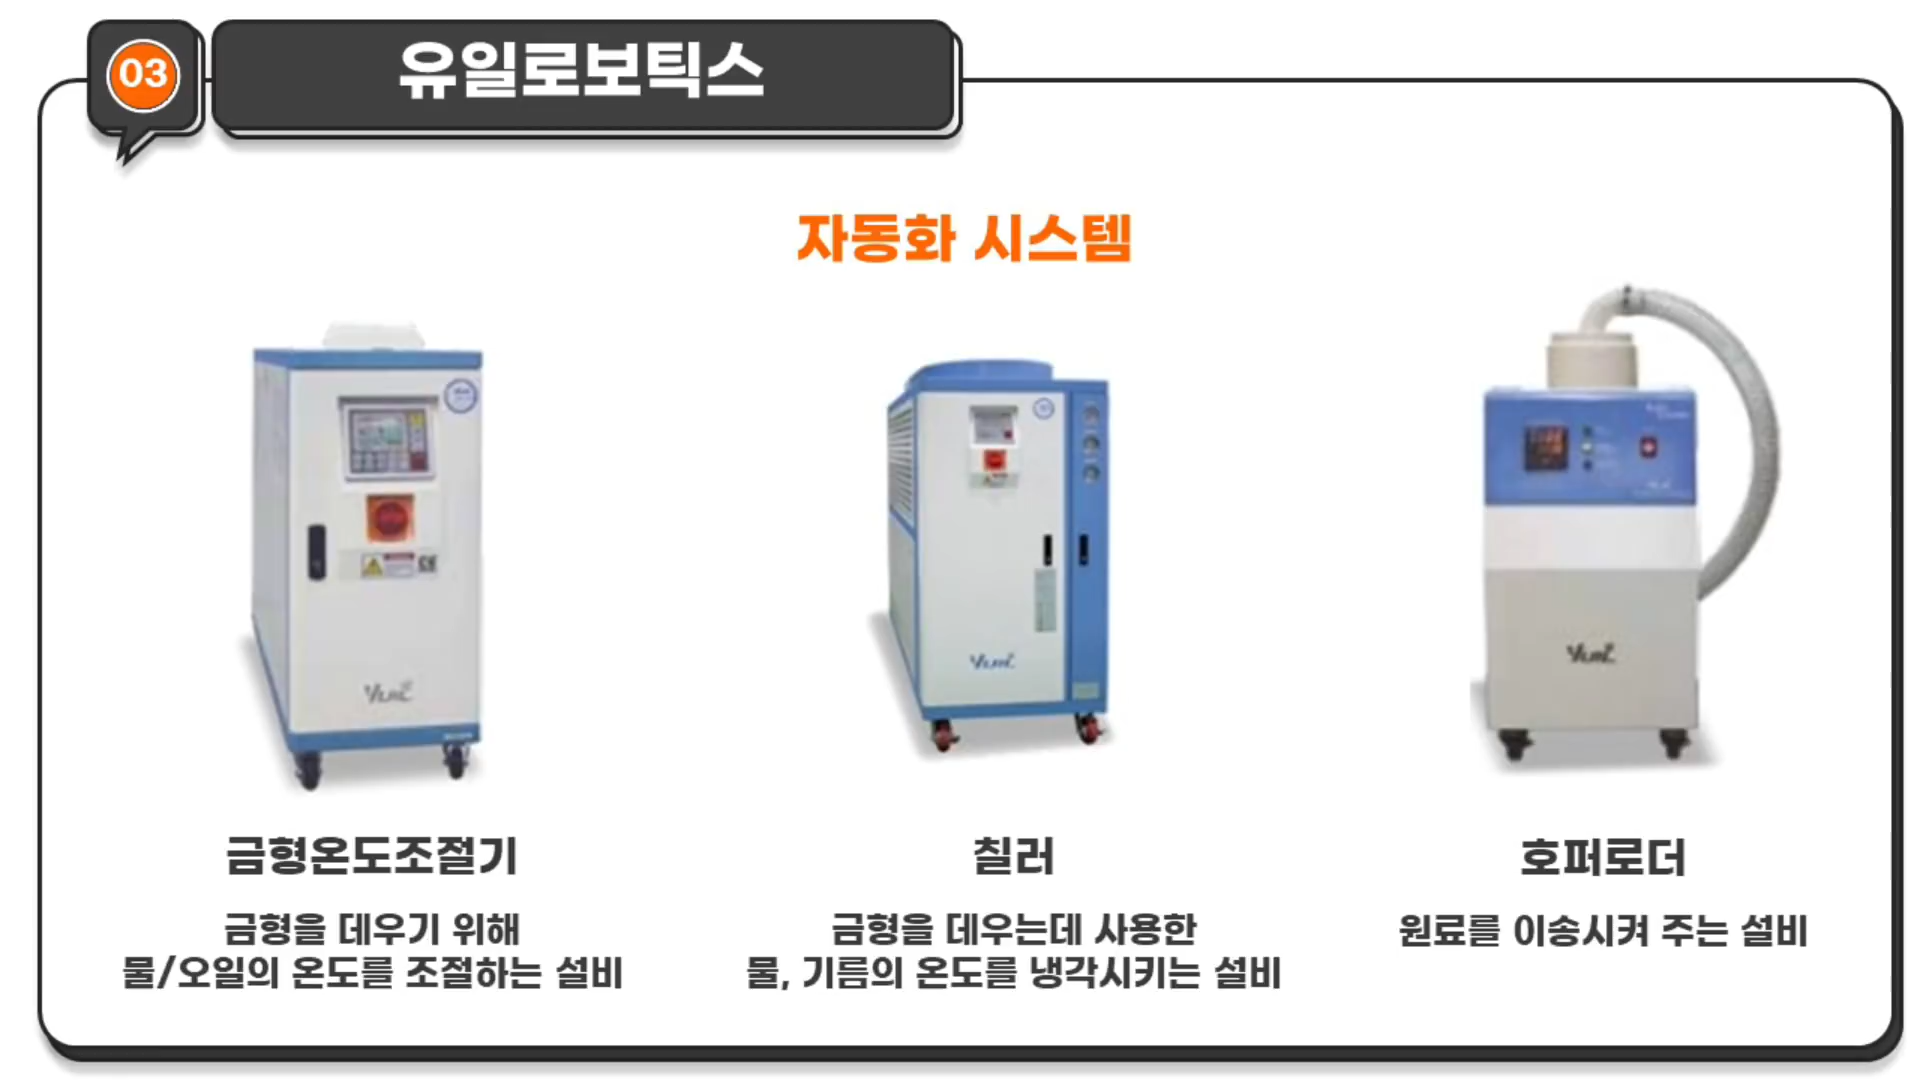 03
유일로보틱스
자동화 시스템
CE
금형온도조절기
금형을 데우기 위해
물/오일의 온도를 조절하는 설비
칠러
금형을 데우는데 사용한
물, 기름의 온도를 냉각시키는 설비
호퍼로더
원료를 이송시켜 주는 설비